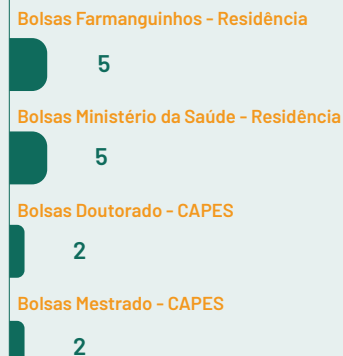 Bolsas Farmanguinhos - Residência
5
Bolsas Ministério da Saúde - Residência
5
Bolsas Doutorado - CAPES
2
Bolsas Mestrado - CAPES
2